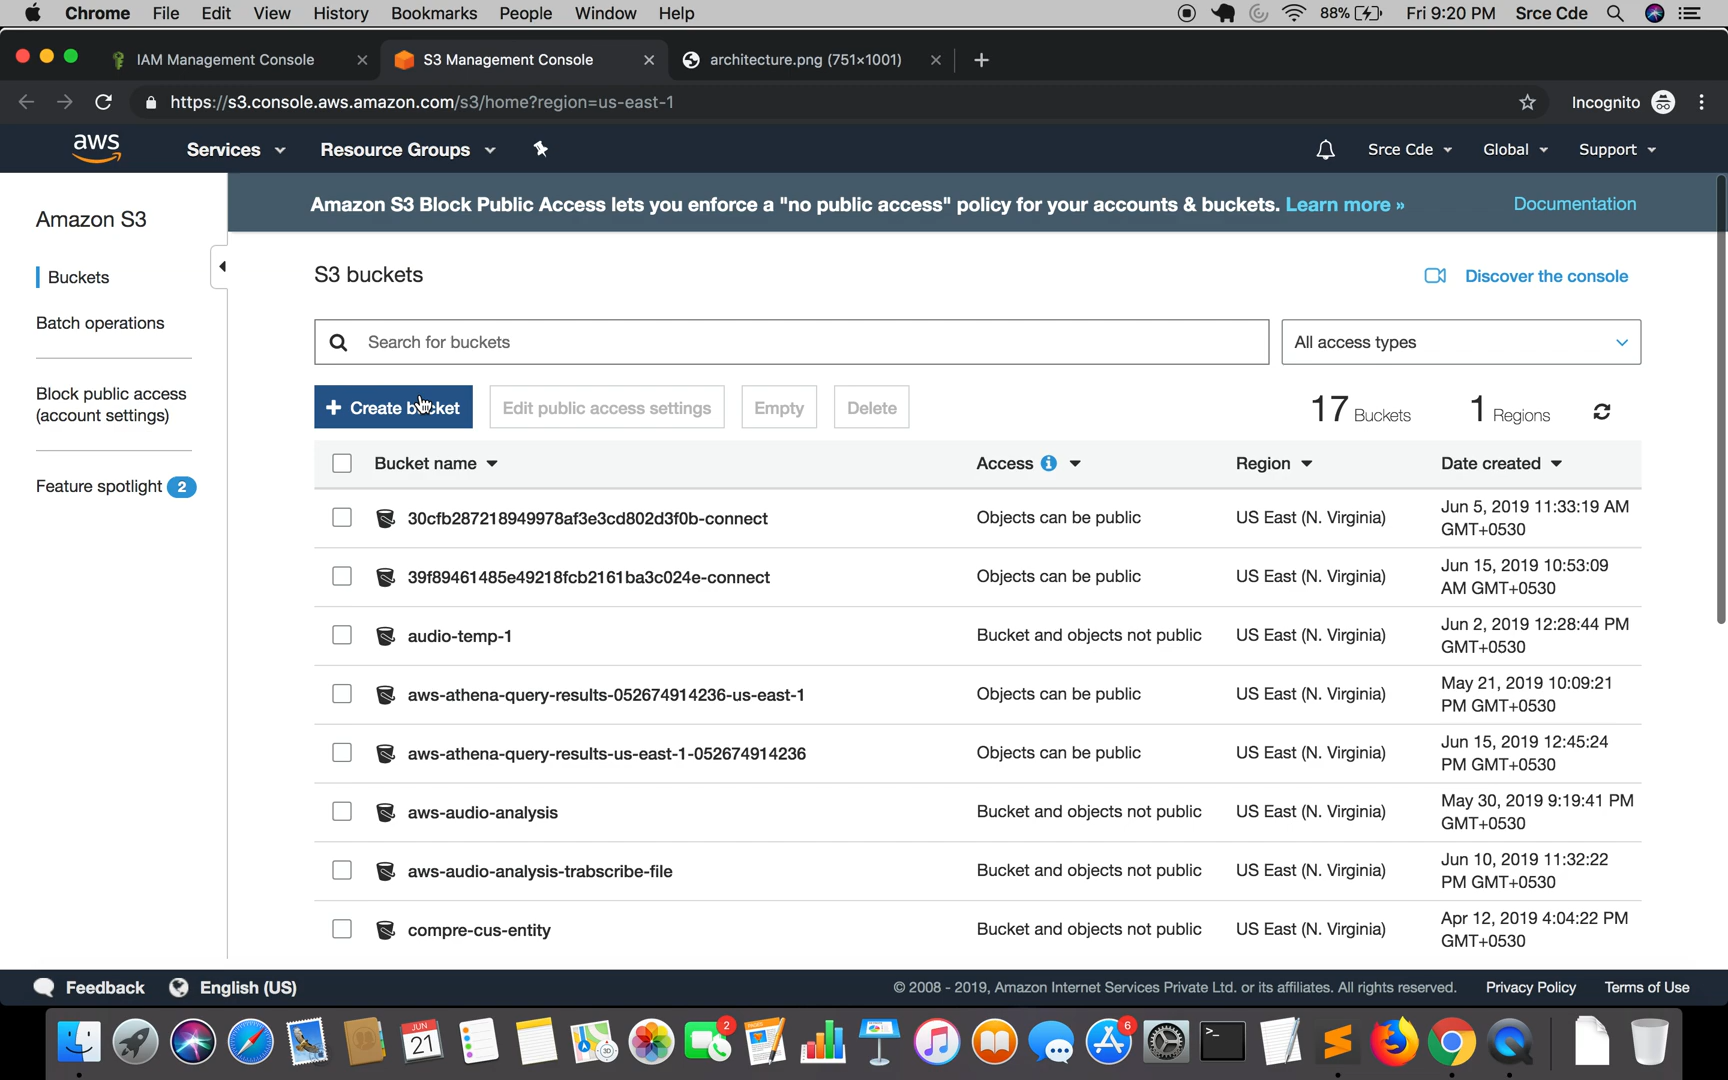 Chrome File Edit View History Bookmarks People Window Help 88% Fri 9:20 PM Srce Cde
IAM Management Console S3 Management Console architecture.png (751×1001)
https://s3.console.aws.amazon.com/s3/home?region=us-east-1 Incognito
aws Services Resource Groups Srce Cde Global Support
Amazon S3 Block Public Access lets you enforce a "no public access" policy for your accounts & buckets. Learn more » Documentation
Amazon S3
Buckets
Batch operations
Block public access
(account settings)
Feature spotlight 2
S3 buckets Discover the console
Search for buckets All access types
+ Create bucket Edit public access settings Empty Delete 17 Buckets 1 Regions
Bucket name Access Region Date created
30cfb287218949978af3e3cd802d3f0b-connect Objects can be public US East (N. Virginia) Jun 5, 2019 11:33:19 AM
GMT+0530
39f89461485e49218fcb2161ba3c024e-connect Objects can be public US East (N. Virginia) Jun 15, 2019 10:53:09
AM GMT+0530
audio-temp-1 Bucket and objects not public US East (N. Virginia) Jun 2, 2019 12:28:44 PM
GMT+0530
aws-athena-query-results-052674914236-us-east-1 Objects can be public US East (N. Virginia) May 21, 2019 10:09:21
PM GMT+0530
aws-athena-query-results-us-east-1-052674914236 Objects can be public US East (N. Virginia) Jun 15, 2019 12:45:24
PM GMT+0530
aws-audio-analysis Bucket and objects not public US East (N. Virginia) May 30, 2019 9:19:41 PM
GMT+0530
aws-audio-analysis-trabscribe-file Bucket and objects not public US East (N. Virginia) Jun 10, 2019 11:32:22
PM GMT+0530
compre-cus-entity Bucket and objects not public US East (N. Virginia) Apr 12, 2019 4:04:22 PM
GMT+0530
Feedback English (US) © 2008 - 2019, Amazon Internet Services Private Ltd. or its affiliates. All rights reserved. Privacy Policy Terms of Use
JUN
21
2
6